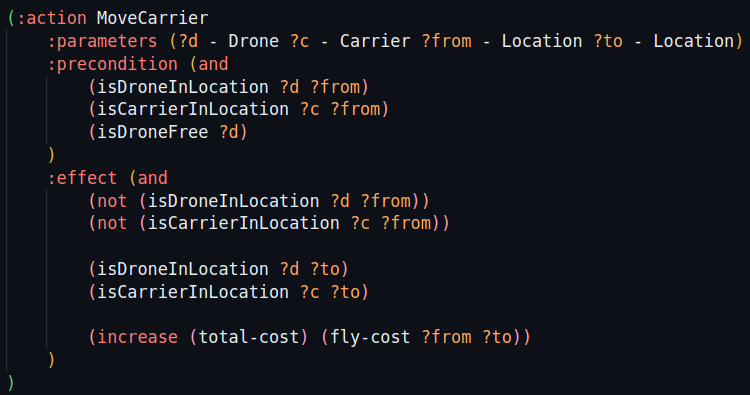 (:action MoveCarrier
    :parameters (?d - Drone ?c - Carrier ?from - Location ?to - Location)
    :precondition (and
        (isDroneInLocation ?d ?from)
        (isCarrierInLocation ?c ?from)
        (isDroneFree ?d)
    )
    :effect (and
        (not (isDroneInLocation ?d ?from))
        (not (isCarrierInLocation ?c ?from))

        (isDroneInLocation ?d ?to)
        (isCarrierInLocation ?c ?to)

        (increase (total-cost) (fly-cost ?from ?to))
    )
)